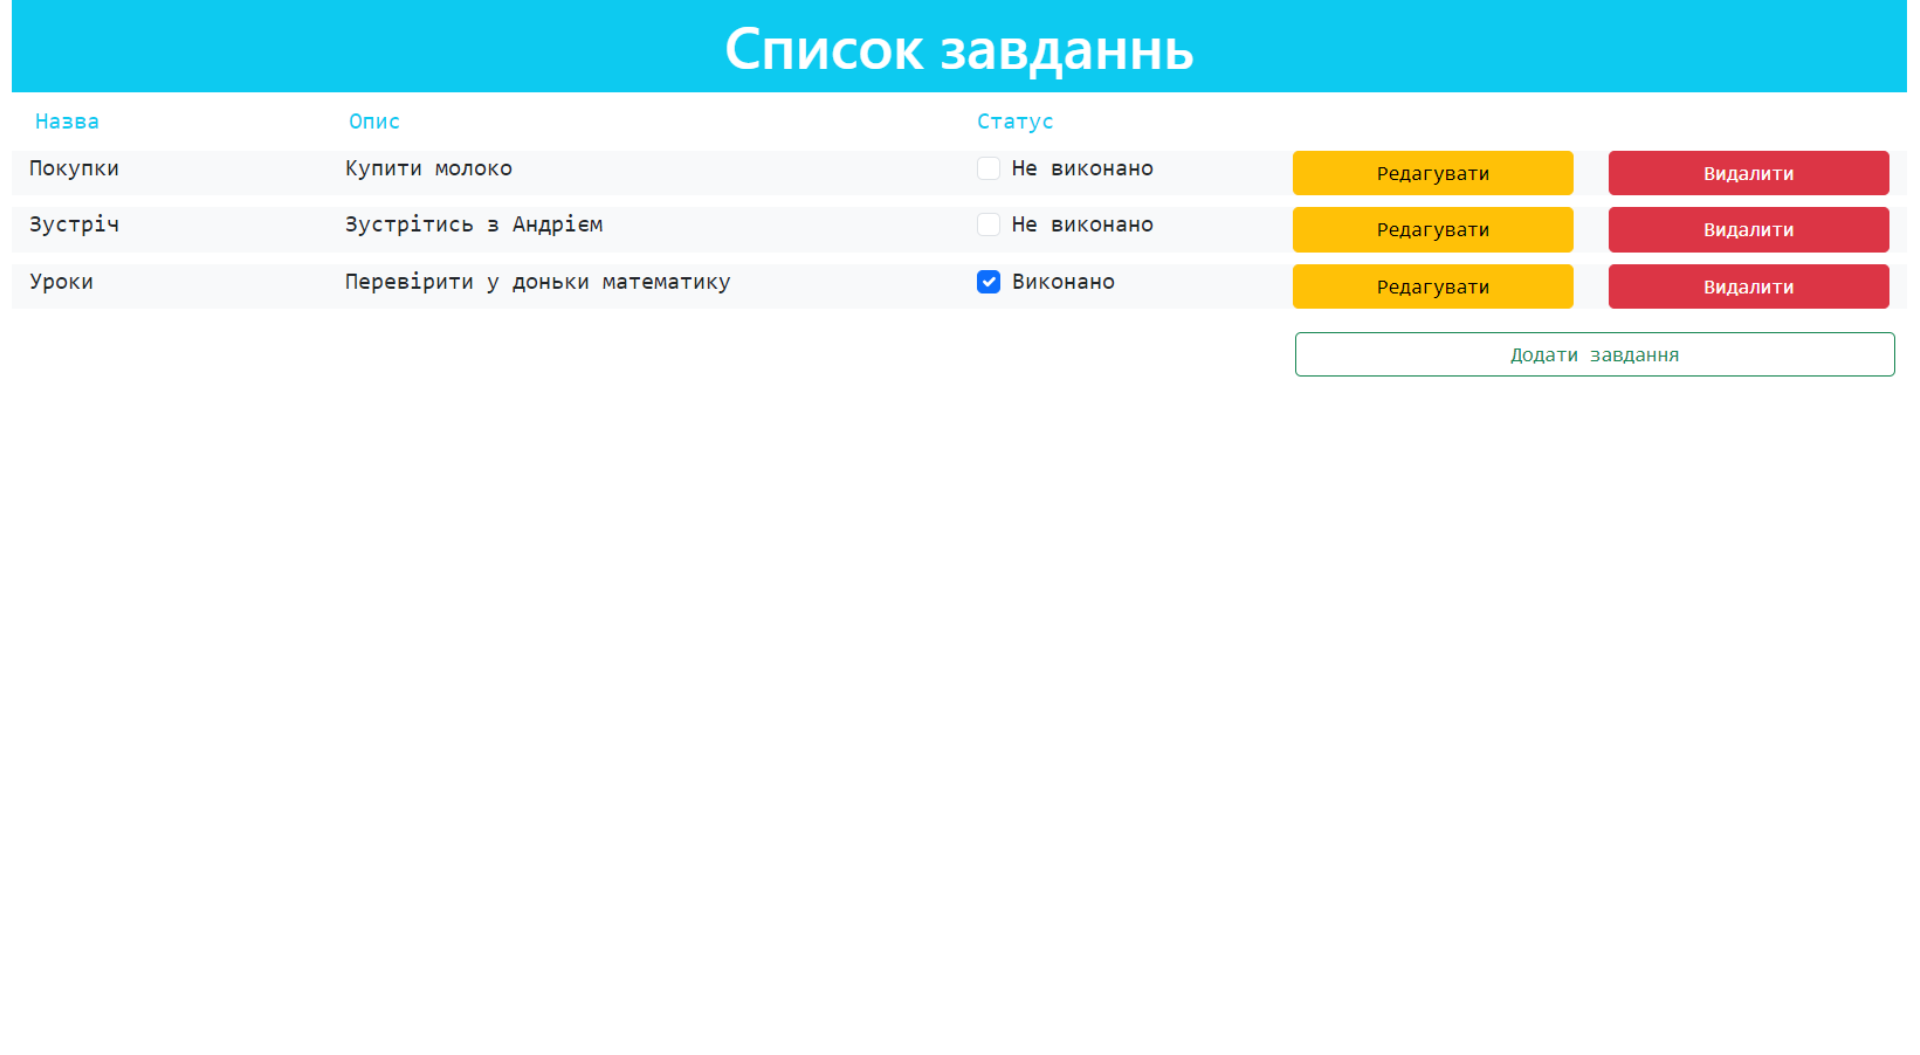 Список завданнь
Назва Опис Статус
Покупки Купити молоко Не виконано Редагувати Видалити
Зустріч Зустрітись з Андрієм Не виконано Редагувати Видалити
Уроки Перевірити у доньки математику Виконано Редагувати Видалити
Додати завдання